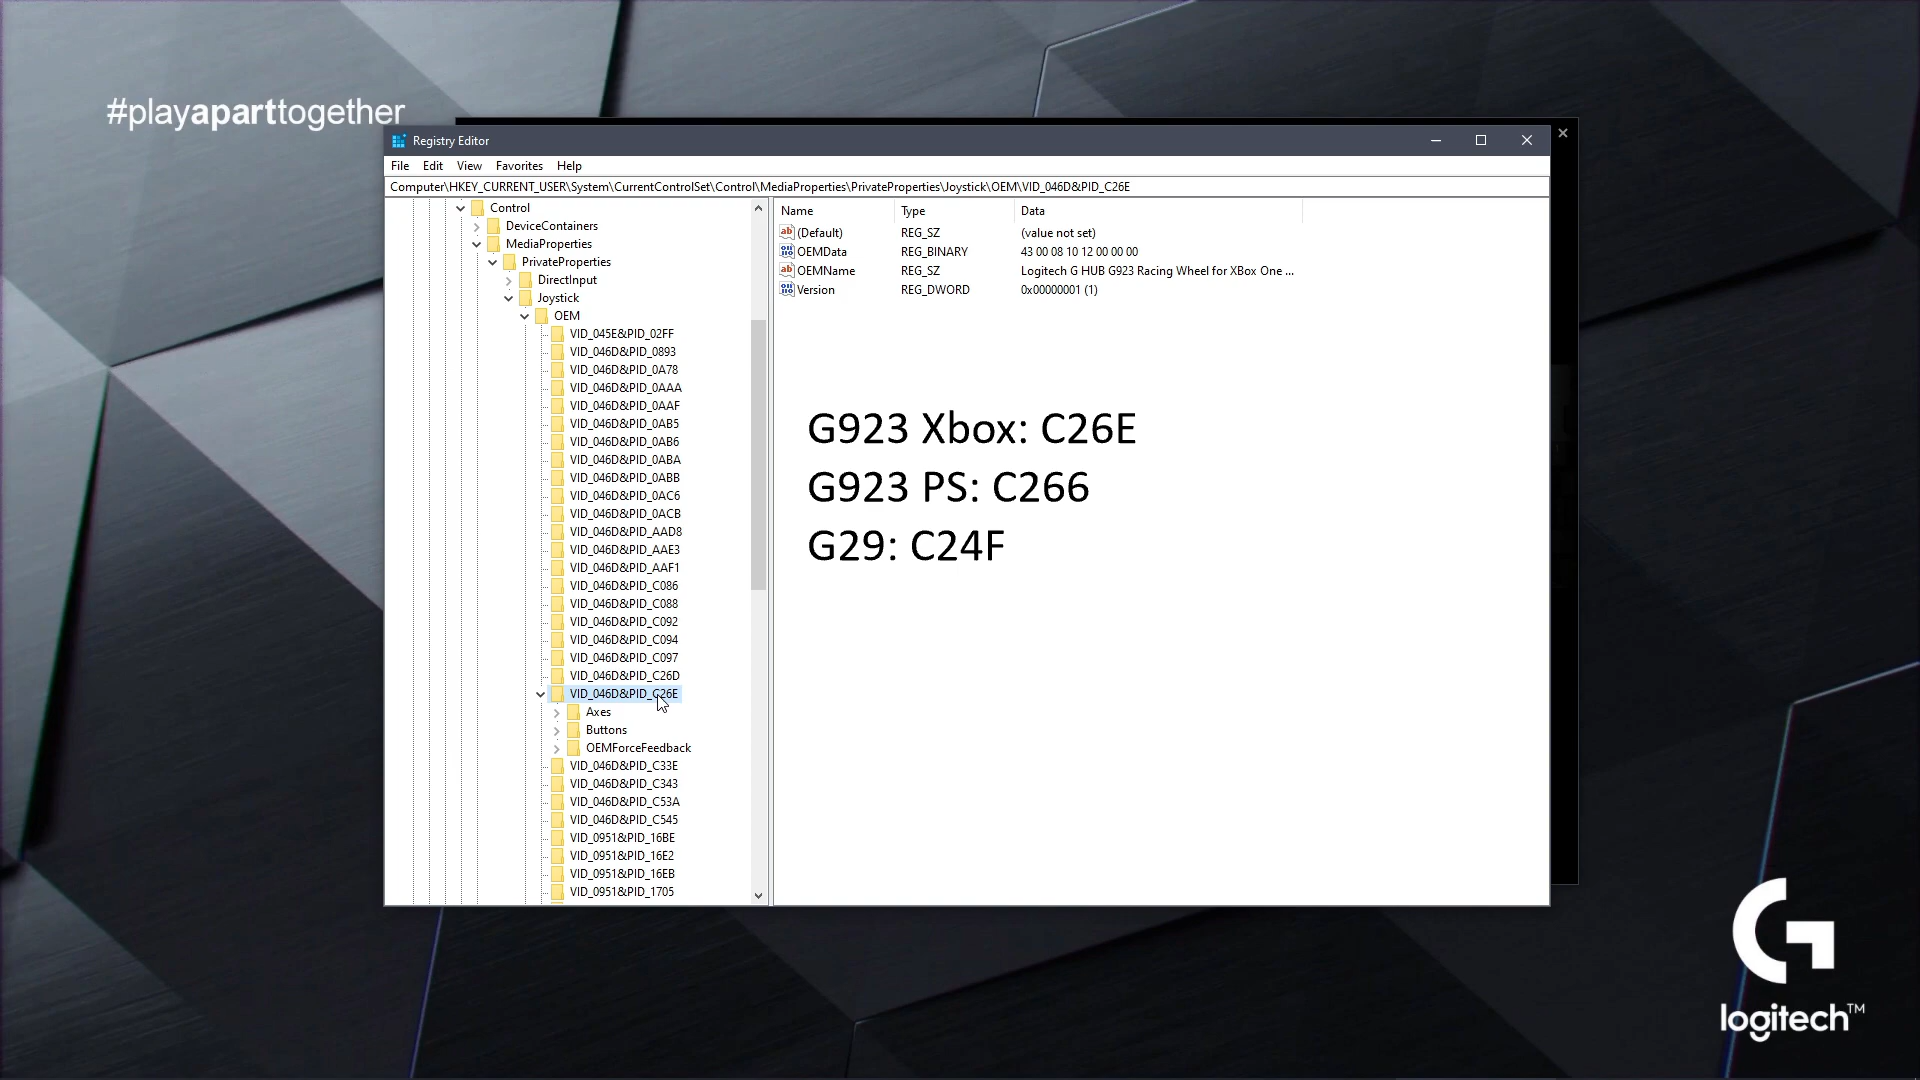 #playaparttogether
Registry Editor
File Edit View Favorites Help
Computer\HKEY_CURRENT_USER\System\CurrentControlSet\Control\MediaProperties\PrivateProperties\Joystick\OEM\VID_046D&PID_C26E
Control
DeviceContainers
MediaProperties
PrivateProperties
DirectInput
Joystick
OEM
VID_045E&PID_02FF
VID_046D&PID_0893
VID_046D&PID_0A78
VID_046D&PID_0AAA
VID_046D&PID_0AAF
VID_046D&PID_0AB5
VID_046D&PID_0AB6
VID_046D&PID_0ABA
VID_046D&PID_0ABB
VID_046D&PID_0AC6
VID_046D&PID_0ACB
VID_046D&PID_AAD8
VID_046D&PID_AAE3
VID_046D&PID_AAF1
VID_046D&PID_C086
VID_046D&PID_C088
VID_046D&PID_C092
VID_046D&PID_C094
VID_046D&PID_C097
VID_046D&PID_C26D
VID_046D&PID_C26E
Axes
Buttons
OEMForceFeedback
VID_046D&PID_C33E
VID_046D&PID_C343
VID_046D&PID_C53A
VID_046D&PID_C545
VID_0951&PID_16BE
VID_0951&PID_16E2
VID_0951&PID_16EB
VID_0951&PID_1705
Name Type Data
(Default) REG_SZ (value not set)
OEMData REG_BINARY 43 00 08 10 12 00 00 00
OEMName REG_SZ Logitech G HUB G923 Racing Wheel for XBox One ...
Version REG_DWORD 0x00000001 (1)
G923 Xbox: C26E
G923 PS: C266
G29: C24F
logitech™